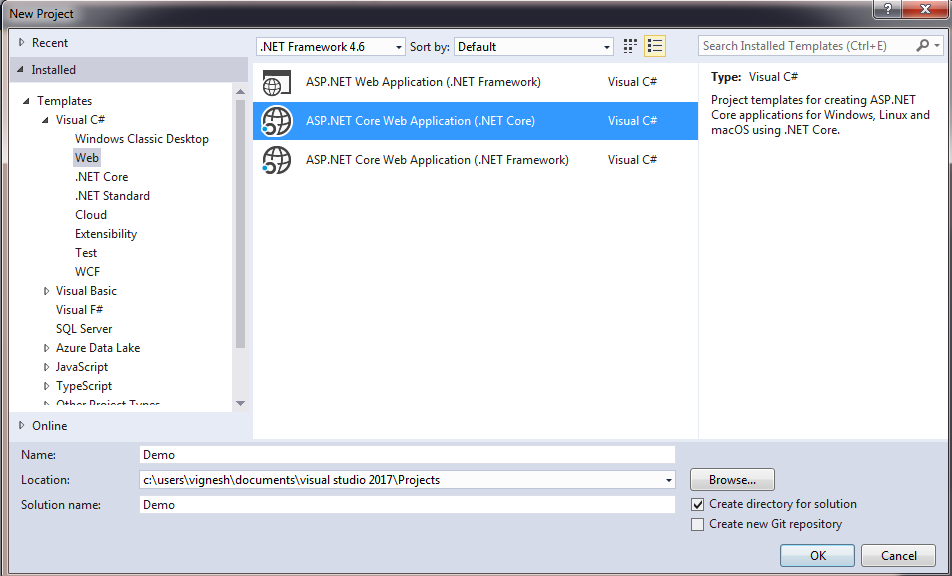 New Project
?
Recent
Installed
Templates
Visual C#
Windows Classic Desktop
Web
.NET Core
.NET Standard
Cloud
Extensibility
Test
WCF
Visual Basic
Visual F#
SQL Server
Azure Data Lake
JavaScript
TypeScript
Other Project Types
Online
.NET Framework 4.6 Sort by: Default
ASP.NET Web Application (.NET Framework) Visual C#
ASP.NET Core Web Application (.NET Core) Visual C#
ASP.NET Core Web Application (.NET Framework) Visual C#
Search Installed Templates (Ctrl+E)
Type: Visual C#
Project templates for creating ASP.NET
Core applications for Windows, Linux and
macOS using .NET Core.
Name: Demo
Location: c:\users\vignesh\documents\visual studio 2017\Projects Browse...
Solution name: Demo
Create directory for solution
Create new Git repository
OK Cancel